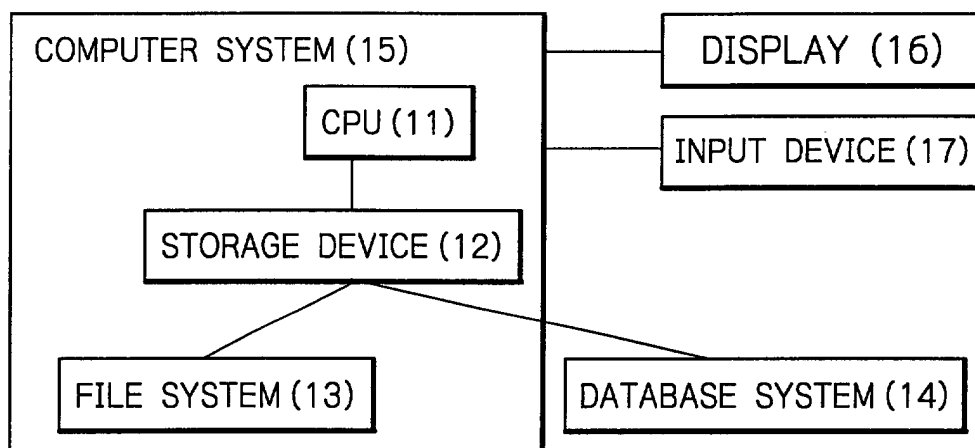 COMPUTER SYSTEM (15)
DISPLAY (16)
CPU (11)
INPUT DEVICE (17)
STORAGE DEVICE (12)
FILE SYSTEM (13)
DATABASE SYSTEM (14)